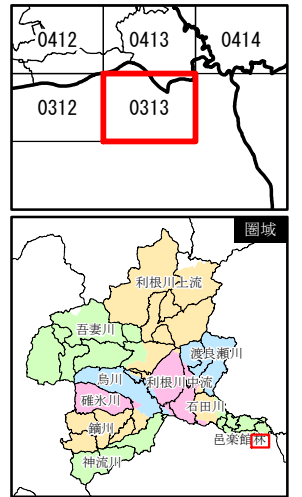 0412 0413 0414
0312 0313
圏域
利根川上流
吾妻川
渡良瀬川
烏川 利根川中流
碓氷川
石田川
鏑川
邑楽館林
神流川